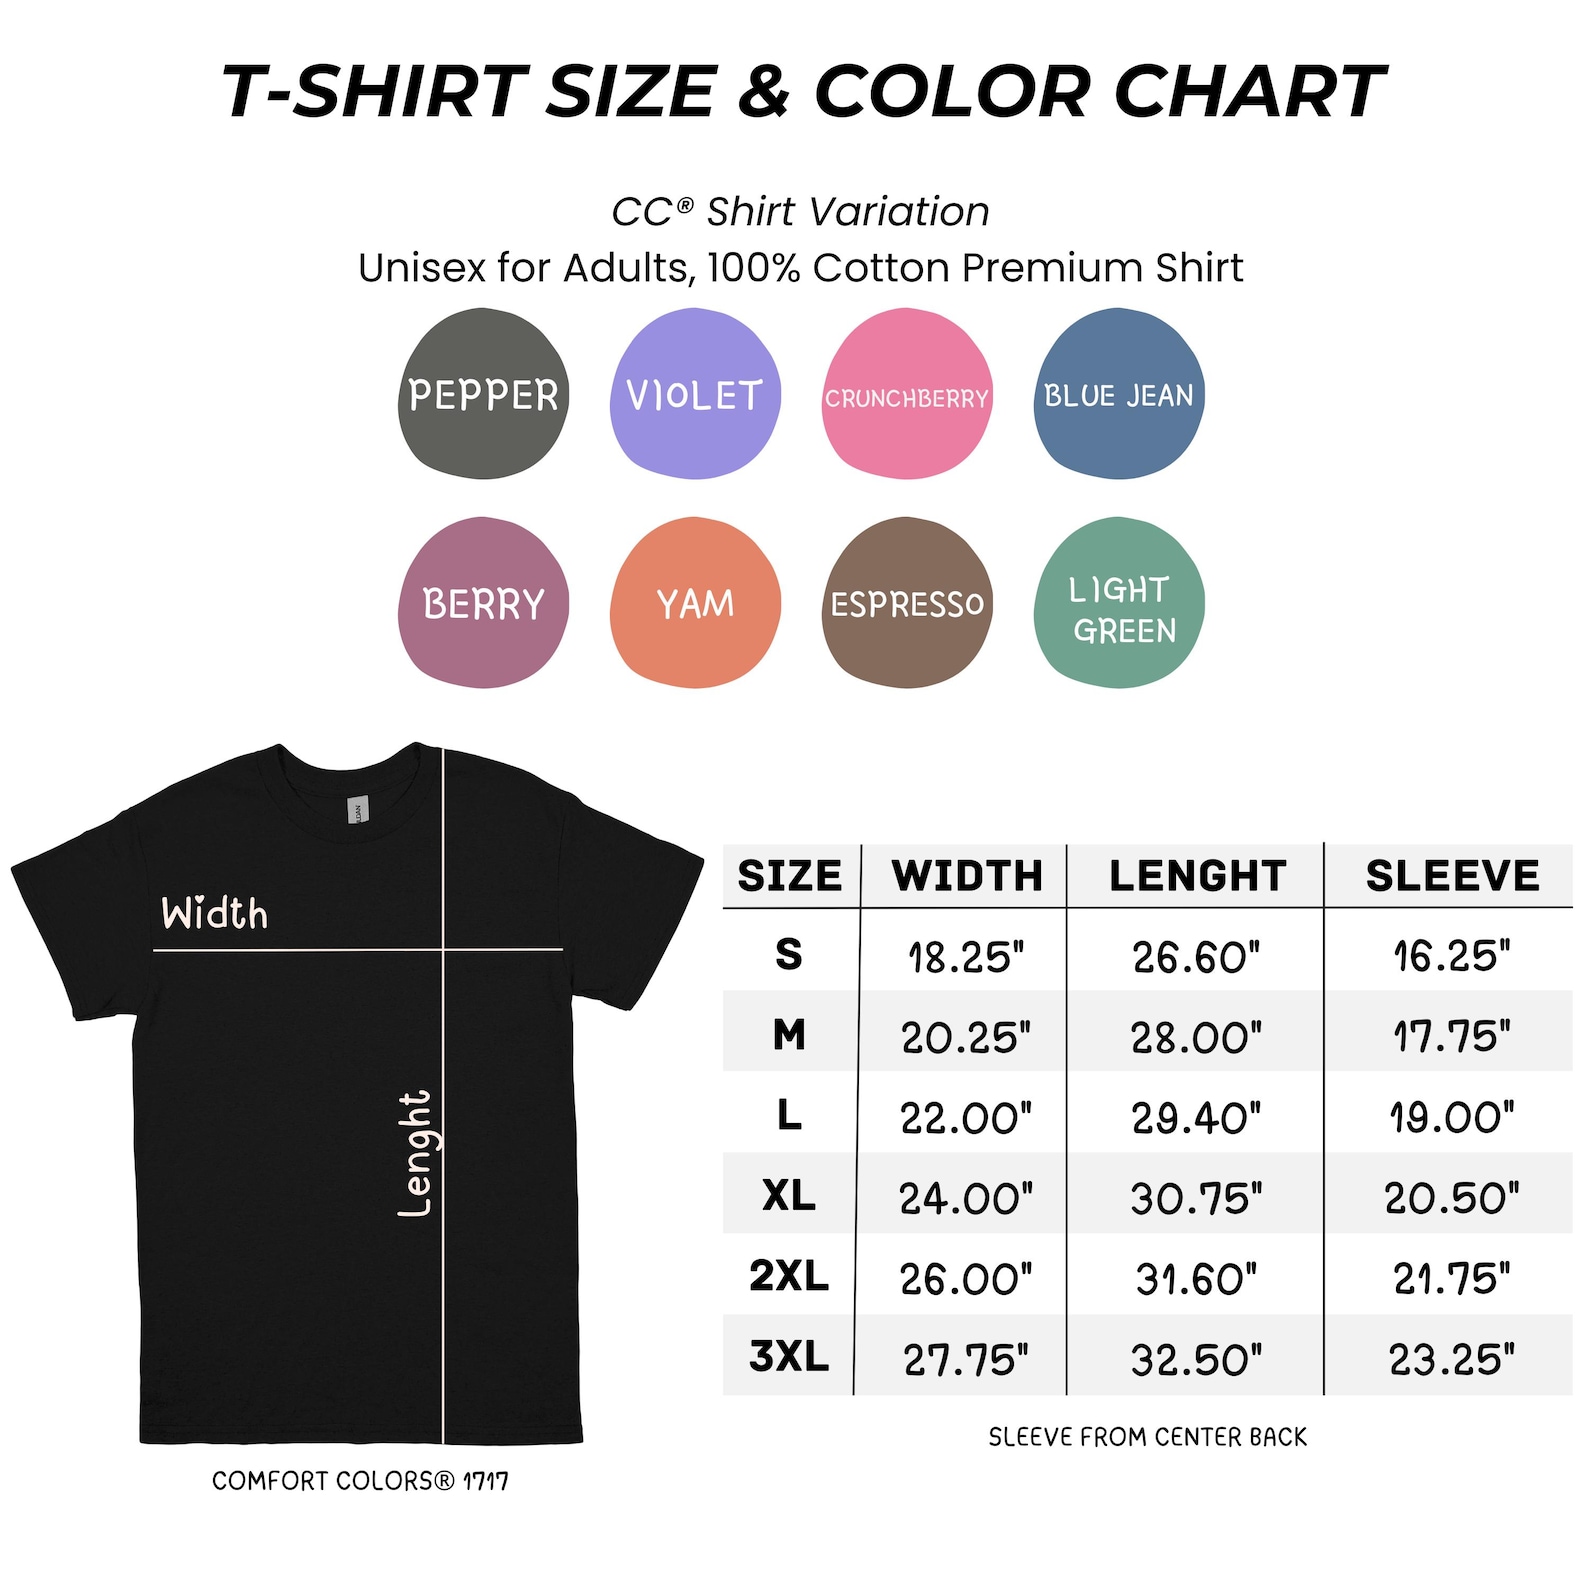 T-SHIRT SIZE & COLOR CHART
CC® Shirt Variation
Unisex for Adults, 100% Cotton Premium Shirt
PEPPER
VIOLET
CRUNCHBERRY
BLUE JEAN
BERRY
YAM
ESPRESSO
LIGHT
GREEN
Width
Lenght
COMFORT COLORS® 1717
SIZE WIDTH LENGHT SLEEVE
S 18.25" 26.60" 16.25"
M 20.25" 28.00" 17.75"
L 22.00" 29.40" 19.00"
XL 24.00" 30.75" 20.50"
2XL 26.00" 31.60" 21.75"
3XL 27.75" 32.50" 23.25"
SLEEVE FROM CENTER BACK